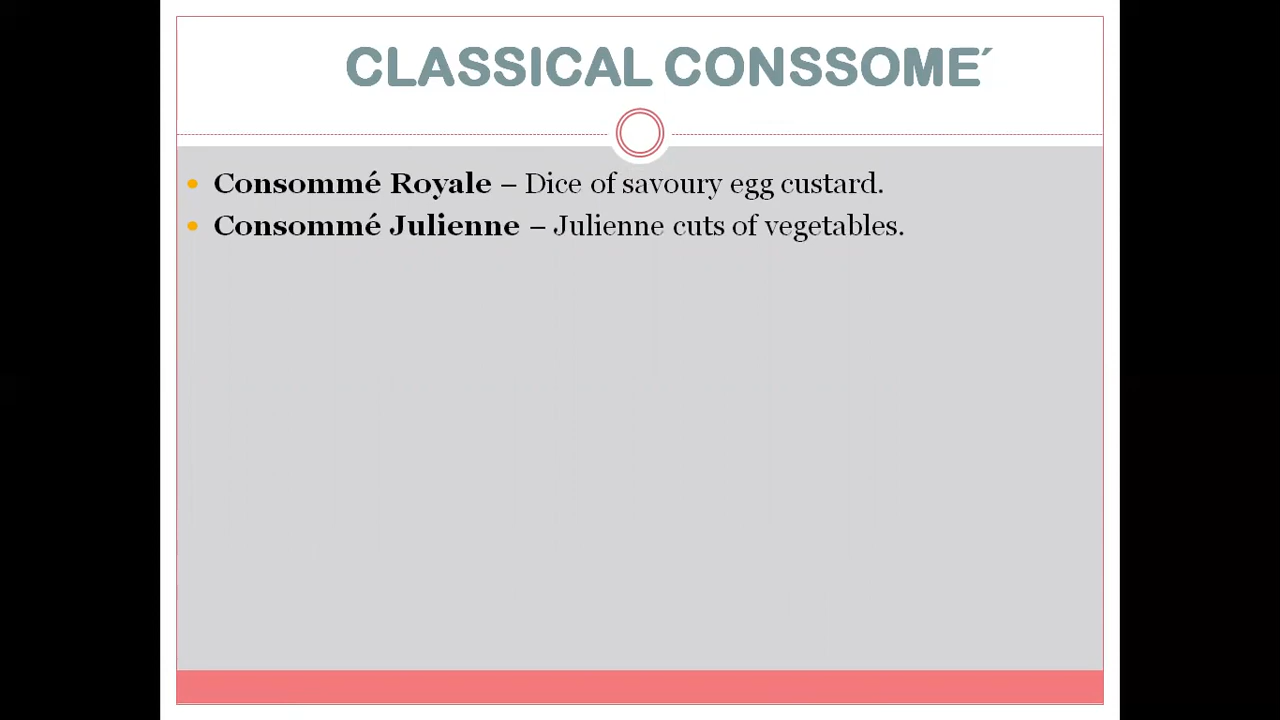 CLASSICAL CONSSOME´
• Consommé Royale – Dice of savoury egg custard.
• Consommé Julienne – Julienne cuts of vegetables.